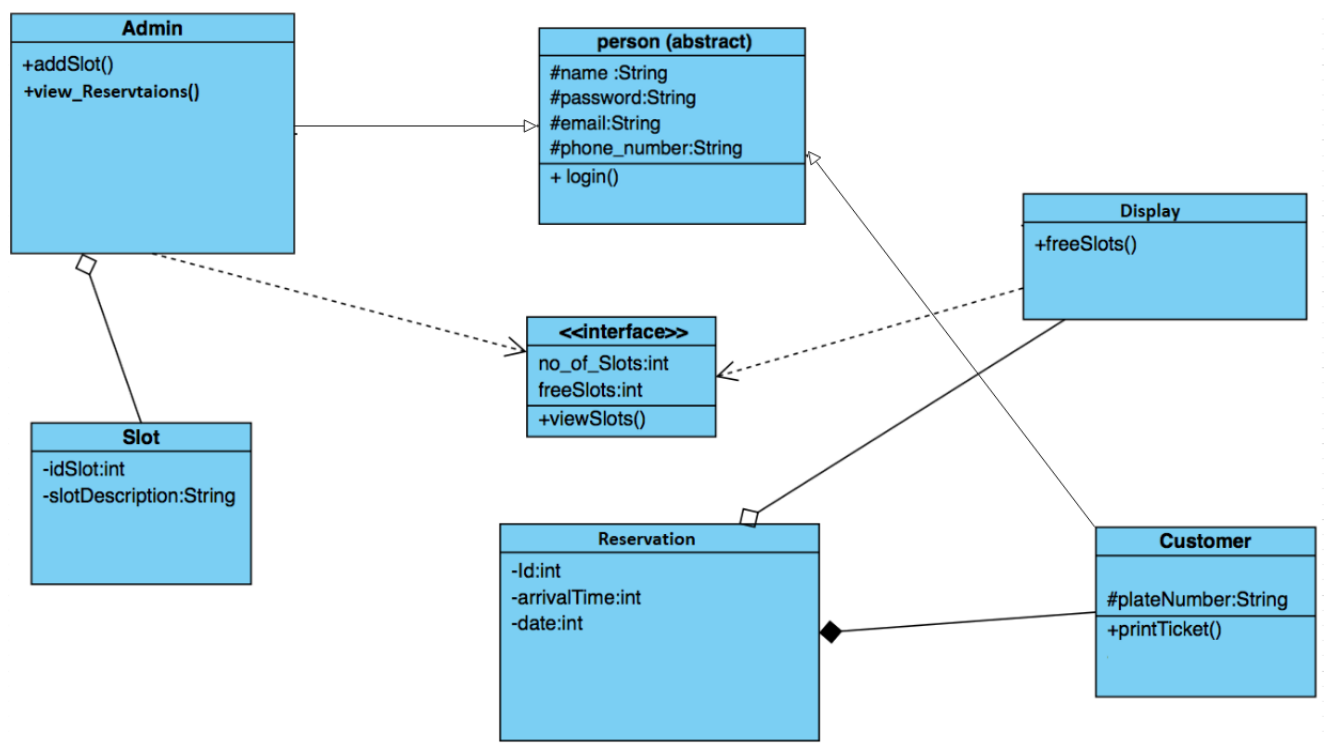 Admin
+addSlot()
+view_Reservtaions()
person (abstract)
#name :String
#password:String
#email:String
#phone_number:String
+ login()
Display
+freeSlots()
<<interface>>
no_of_Slots:int
freeSlots:int
+viewSlots()
Slot
-idSlot:int
-slotDescription:String
Reservation
-Id:int
-arrivalTime:int
-date:int
Customer
#plateNumber:String
+printTicket()